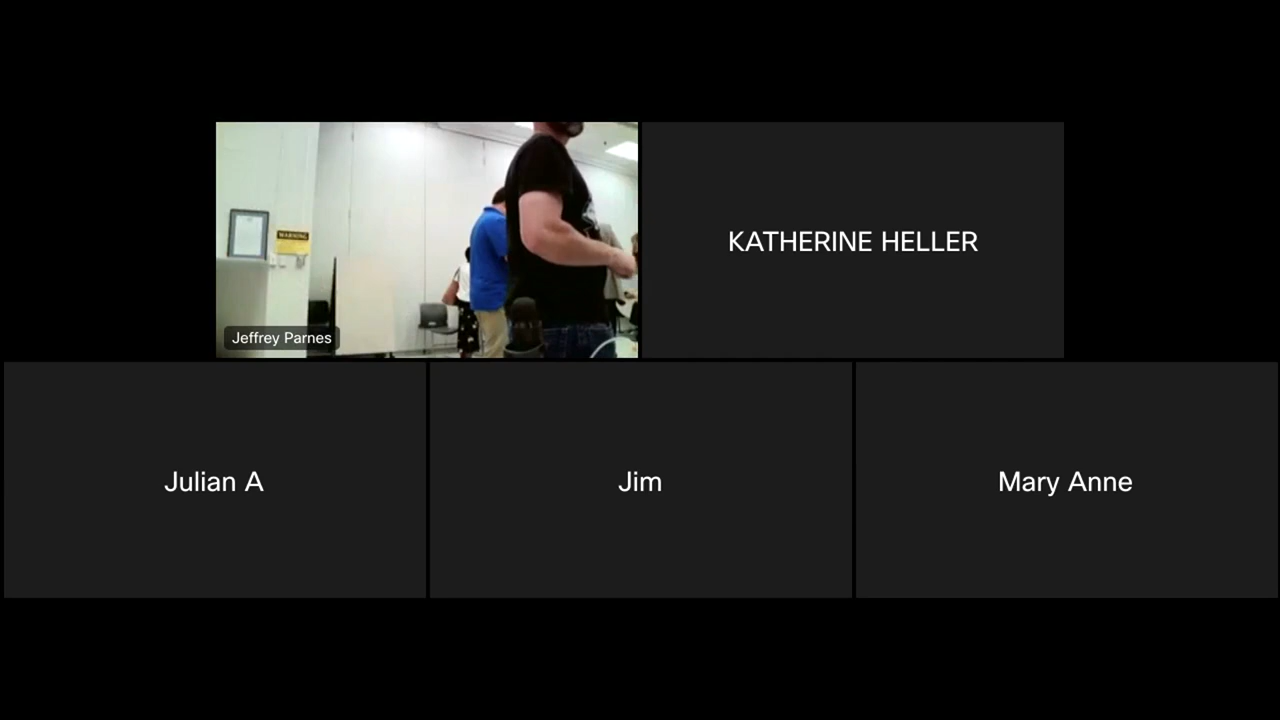 WARNING
Jeffrey Parnes
KATHERINE HELLER
Julian A
Jim
Mary Anne